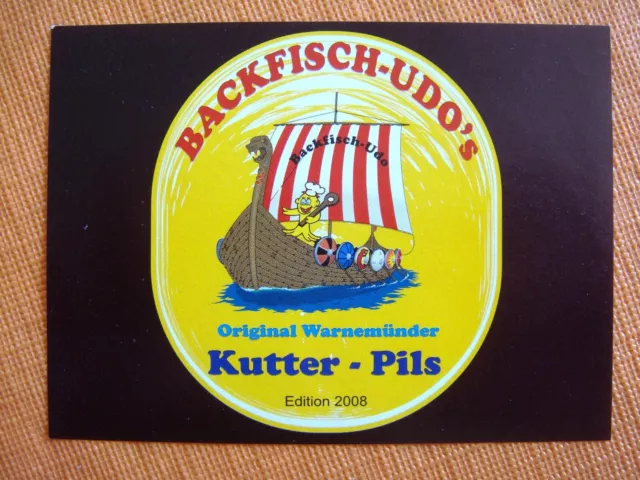 BACKFISCH-UDO's
Backfisch-Udo
Original Warnemünder
Kutter - Pils
Edition 2008